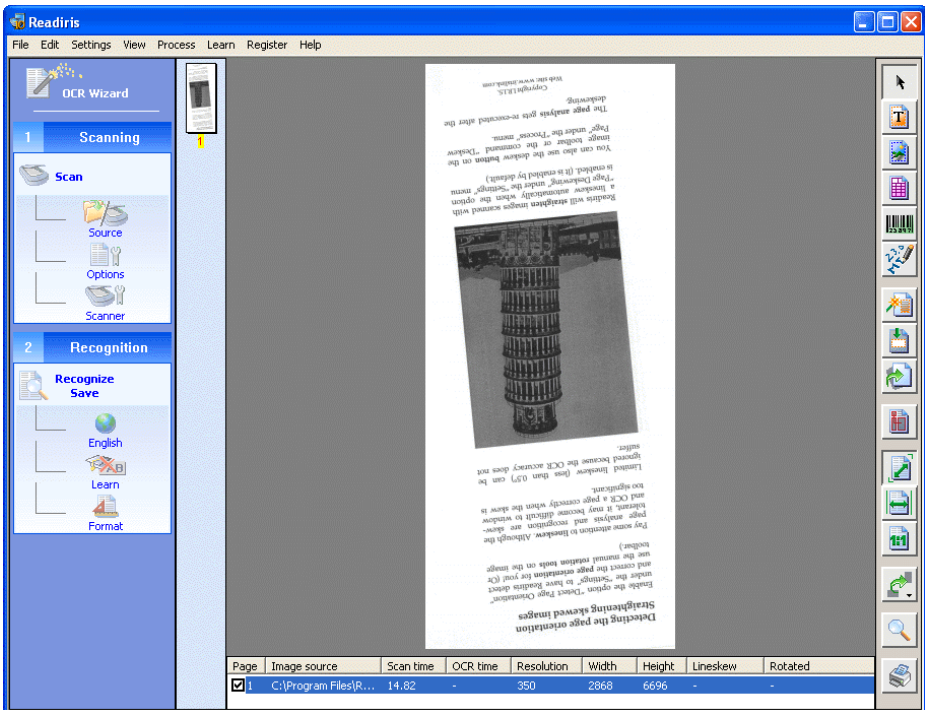 Readiris
File Edit Settings View Process Learn Register Help
OCR Wizard
1 Scanning
Scan
Source
Options
Scanner
2 Recognition
Recognize
Save
English
Learn
Format
1
Detecting the page orientation
Straightening skewed images
Enable the option "Detect Page Orientation"
under the "Settings" to have Readiris detect
and correct the page orientation for you! (Or
use the manual rotation tools on the image
toolbar.)
Pay some attention to lineskew. Although the
page analysis and recognition are skew-
tolerant, it may become difficult to window
and OCR a page correctly when the skew is
too significant.
Limited lineskew (less than 0.5°) can be
ignored because the OCR accuracy does not
suffer.
Readiris will straighten images scanned with
a lineskew automatically when the option
"Page Deskewing" under the "Settings" menu
is enabled. (It is enabled by default.)
You can also use the deskew button on the
image toolbar or the command "Deskew
Page" under the "Process" menu.
The page analysis gets re-executed after the
deskewing.
Copyright I.R.I.S.
Web site: www.irislink.com
T
23897
1:1
Page Image source Scan time OCR time Resolution Width Height Lineskew Rotated
1 C:\Program Files\R... 14.82 - 350 2868 6696 - -